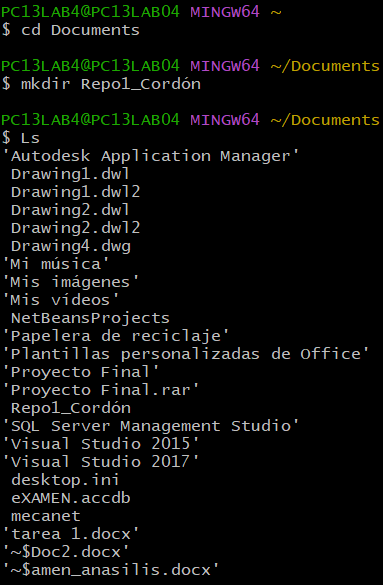 PC13LAB4@PC13LAB04 MINGW64 ~
$ cd Documents
PC13LAB4@PC13LAB04 MINGW64 ~/Documents
$ mkdir Repo1_Cordón
PC13LAB4@PC13LAB04 MINGW64 ~/Documents
$ Ls
'Autodesk Application Manager'
Drawing1.dwl
Drawing1.dwl2
Drawing2.dwl
Drawing2.dwl2
Drawing4.dwg
'Mi música'
'Mis imágenes'
'Mis vídeos'
NetBeansProjects
'Papelera de reciclaje'
'Plantillas personalizadas de Office'
'Proyecto Final'
'Proyecto Final.rar'
Repo1_Cordón
'SQL Server Management Studio'
'Visual Studio 2015'
'Visual Studio 2017'
desktop.ini
eXAMEN.accdb
mecanet
'tarea 1.docx'
'~$Doc2.docx'
'~$amen_anasilis.docx'